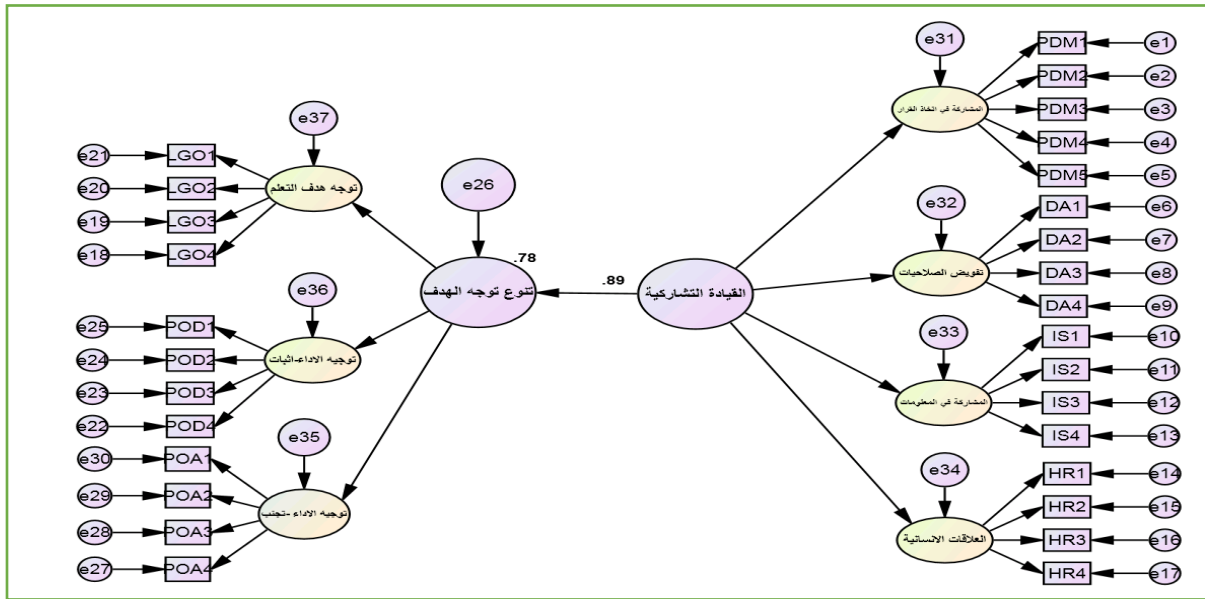 e31
PDM1
e1
PDM2
e2
المشاركة في اتخاذ القرار
PDM3
e3
PDM4
e4
PDM5
e5
e32
DA1
e6
DA2
e7
تفويض الصلاحيات
DA3
e8
DA4
e9
e33
IS1
e10
IS2
e11
المشاركة في المعلومات
IS3
e12
IS4
e13
e34
HR1
e14
HR2
e15
العلاقات الانسانية
HR3
e16
HR4
e17
القيادة التشاركية
.89
.78
تنوع توجه الهدف
e26
e37
توجه هدف التعلم
e21
LGO1
e20
LGO2
e19
LGO3
e18
LGO4
e36
توجيه الاداء-اثبات
e25
POD1
e24
POD2
e23
POD3
e22
POD4
e35
توجيه الاداء -تجنب
e30
POA1
e29
POA2
e28
POA3
e27
POA4